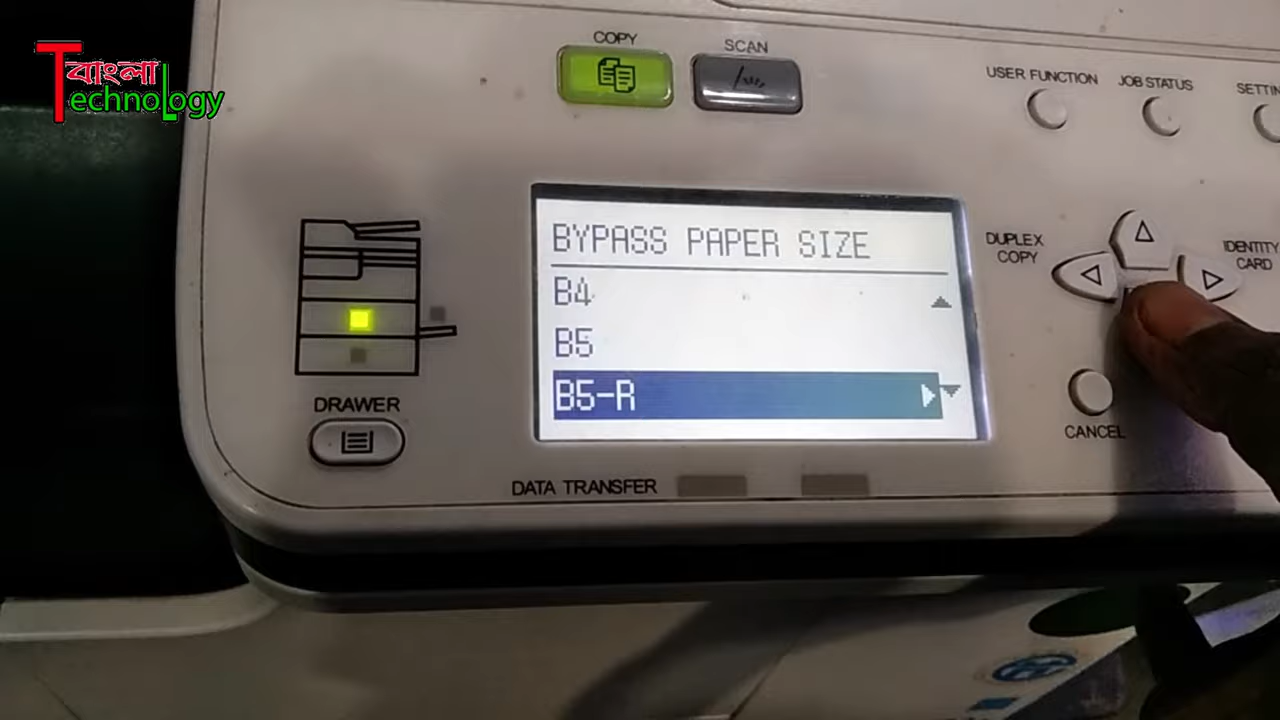 Tবাংলা
Technology
COPY
SCAN
USER FUNCTION
JOB STATUS
BYPASS PAPER SIZE
B4
B5
B5-R
DUPLEX
COPY
IDENTITY
CARD
DRAWER
CANCEL
DATA TRANSFER